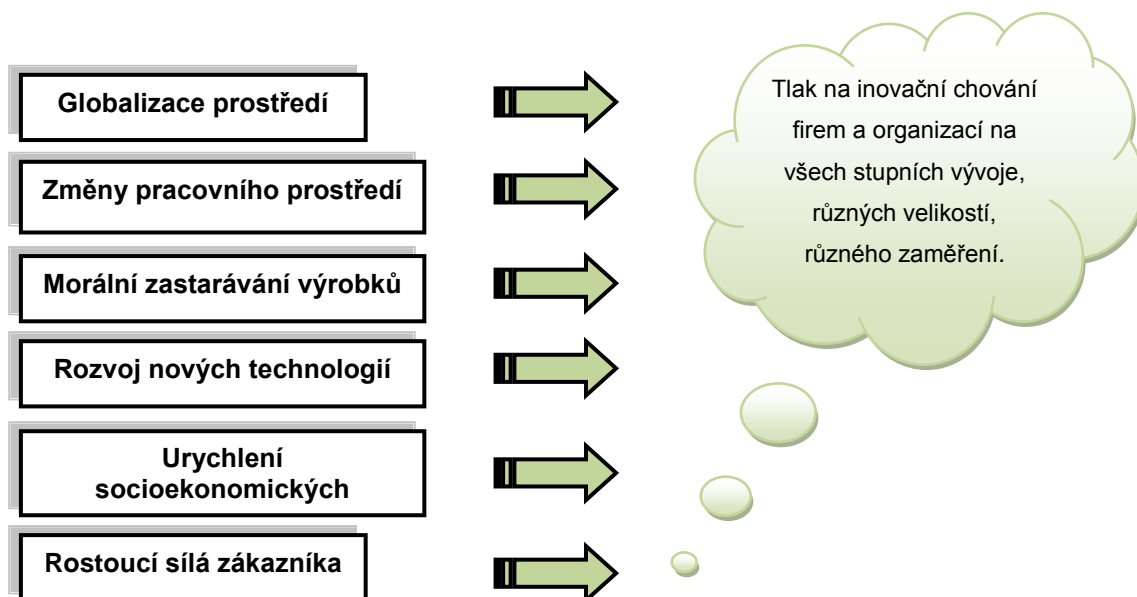 Globalizace prostředí
Změny pracovního prostředí
Morální zastarávání výrobků
Rozvoj nových technologií
Urychlení
socioekonomických
Rostoucí sílá zákazníka
Tlak na inovační chování
firem a organizací na
všech stupních vývoje,
různých velikostí,
různého zaměření.